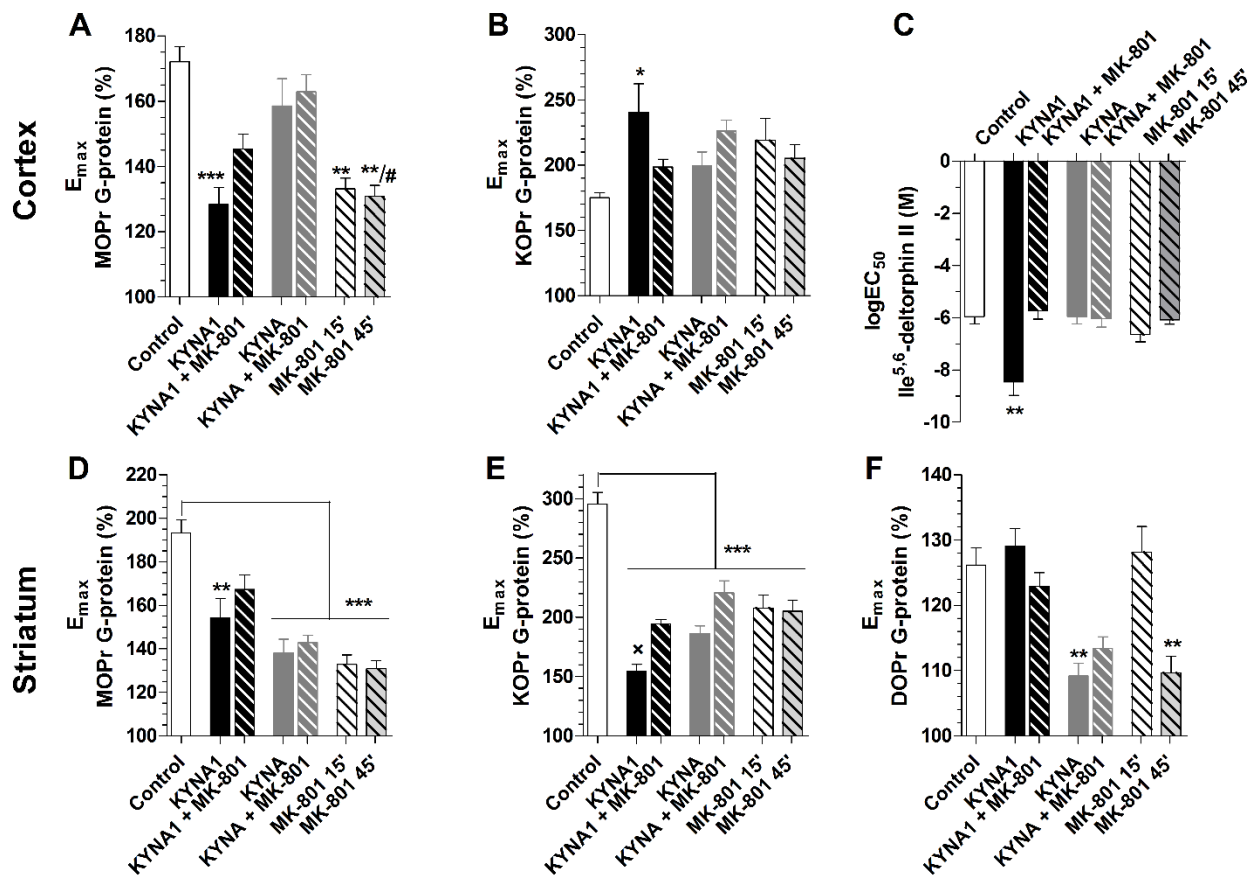 Cortex
A
E_max
MOPr G-protein (%)
180
160
140
120
100
***
**
**/#
Control
KYNA1
KYNA1 + MK-801
KYNA
KYNA + MK-801
MK-801 15'
MK-801 45'
B
E_max
KOPr G-protein (%)
300
250
200
150
100
*
Control
KYNA1
KYNA1 + MK-801
KYNA
KYNA + MK-801
MK-801 15'
MK-801 45'
C
Control
KYNA1
KYNA1 + MK-801
KYNA
KYNA + MK-801
MK-801 15'
MK-801 45'
logEC50
Ile5,6-deltorphin II (M)
0
-2
-4
-6
-8
-10
**
Striatum
D
E_max
MOPr G-protein (%)
220
200
180
160
140
120
100
**
***
Control
KYNA1
KYNA1 + MK-801
KYNA
KYNA + MK-801
MK-801 15'
MK-801 45'
E
E_max
KOPr G-protein (%)
300
250
200
150
100
×
***
Control
KYNA1
KYNA1 + MK-801
KYNA
KYNA + MK-801
MK-801 15'
MK-801 45'
F
E_max
DOPr G-protein (%)
140
130
120
110
100
**
**
Control
KYNA1
KYNA1 + MK-801
KYNA
KYNA + MK-801
MK-801 15'
MK-801 45'